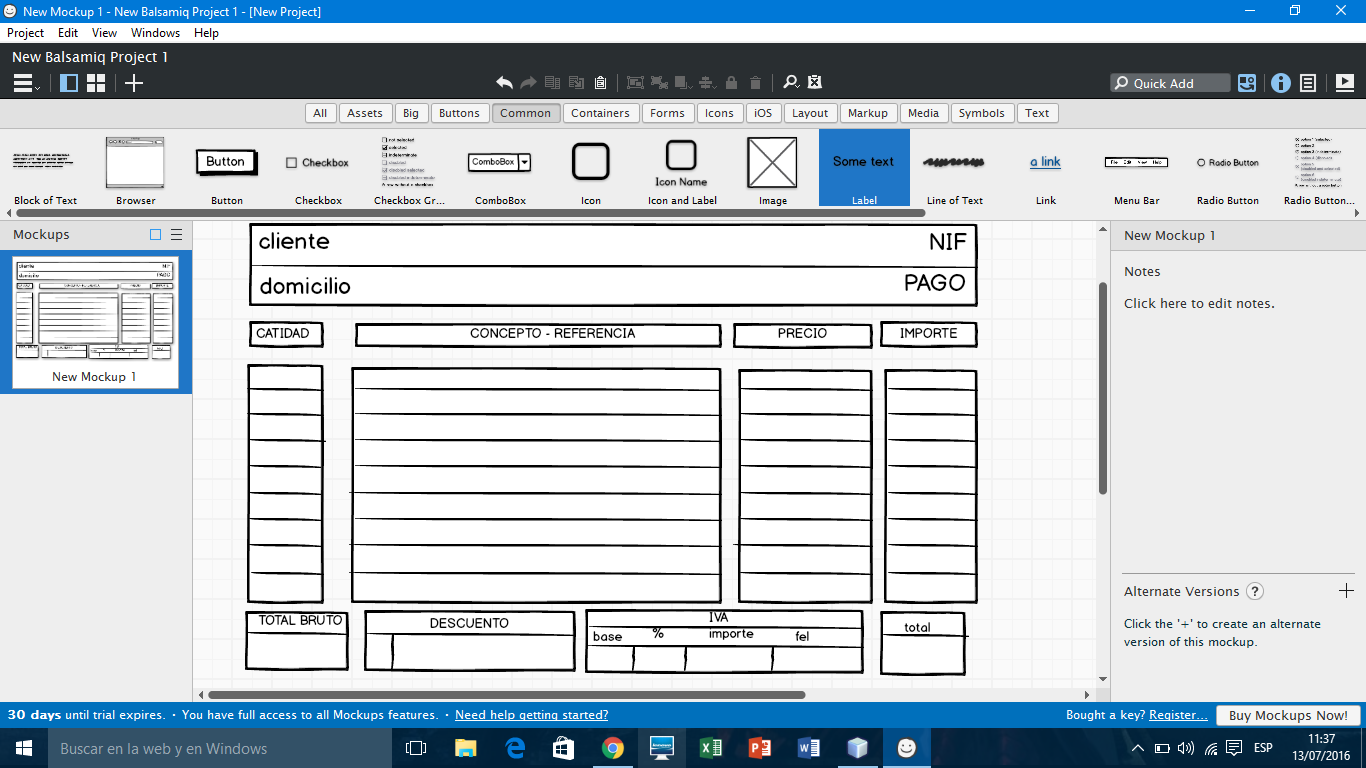 New Mockup 1 - New Balsamiq Project 1 - [New Project]
Project Edit View Windows Help
New Balsamiq Project 1
Quick Add
All Assets Big Buttons Common Containers Forms Icons iOS Layout Markup Media Symbols Text
Button
Checkbox
ComboBox
Icon Name
Some text
a link
File Edit View Help
Radio Button
Block of Text Browser Button Checkbox Checkbox Gr... ComboBox Icon Icon and Label Image Label Line of Text Link Menu Bar Radio Button Radio Button...
Mockups
New Mockup 1
cliente NIF
domicilio PAGO
CATIDAD CONCEPTO - REFERENCIA PRECIO IMPORTE
TOTAL BRUTO DESCUENTO IVA total
base % importe fel
New Mockup 1
Notes
Click here to edit notes.
Alternate Versions ?
Click the '+' to create an alternate
version of this mockup.
30 days until trial expires. · You have full access to all Mockups features. · Need help getting started?
Bought a key? Register... Buy Mockups Now!
Buscar en la web y en Windows
ESP
11:37
13/07/2016